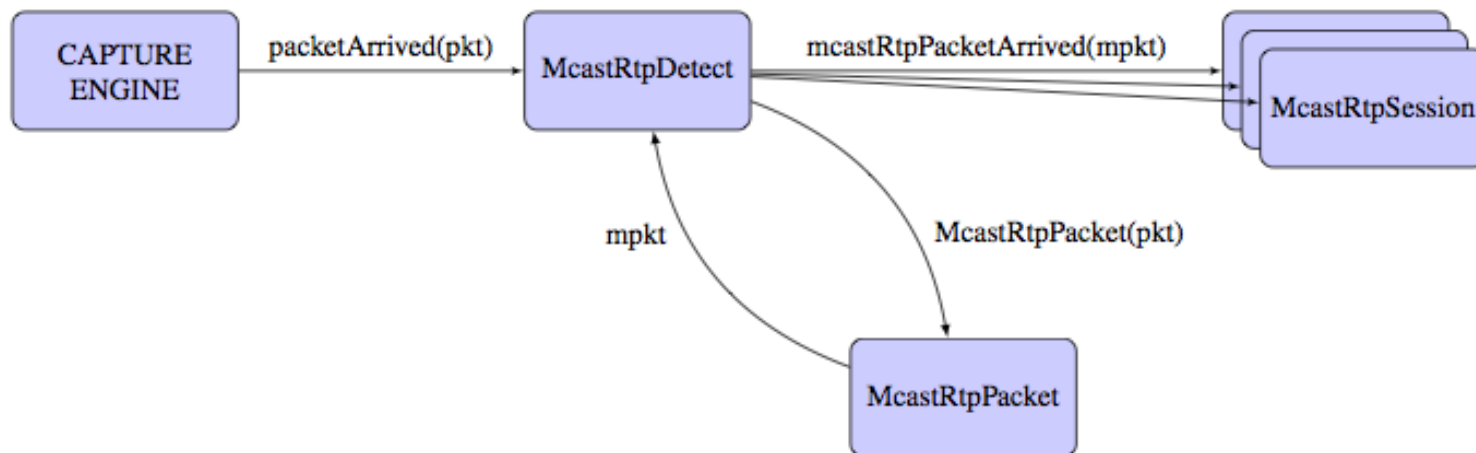 CAPTURE
ENGINE
packetArrived(pkt)
McastRtpDetect
mcastRtpPacketArrived(mpkt)
McastRtpSession
mpkt
McastRtpPacket(pkt)
McastRtpPacket